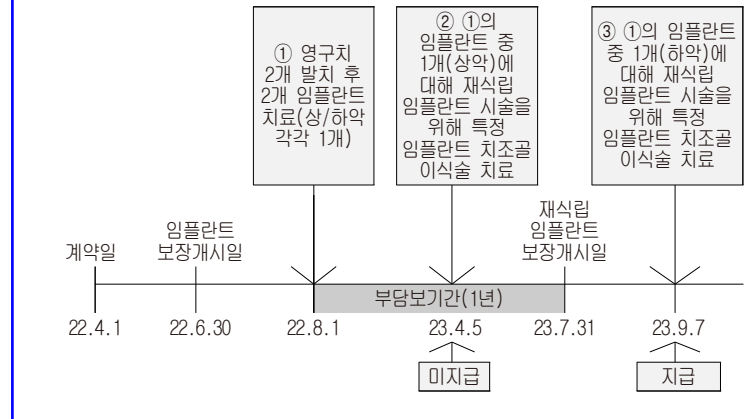 ① 영구치
2개 발치 후
2개 임플란트
치료(상/하악
각각 1개)
② ①의
임플란트 중
1개(상악)에
대해 재식립
임플란트 시술을
위해 특정
임플란트 치조골
이식술 치료
③ ①의 임플란트
중 1개(하악)에
대해 재식립
임플란트 시술을
위해 특정
임플란트 치조골
이식술 치료
계약일
임플란트
보장개시일
재식립
임플란트
보장개시일
부담보기간(1년)
22.4.1
22.6.30
22.8.1
23.4.5
23.7.31
23.9.7
미지급
지급